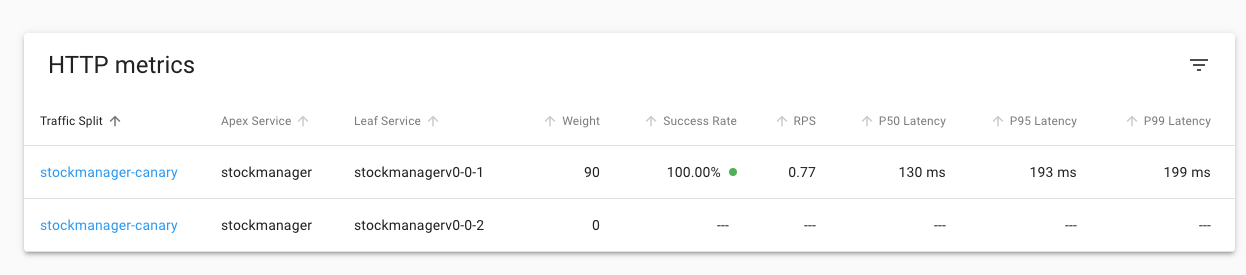 HTTP metrics
Traffic Split Apex Service Leaf Service Weight Success Rate RPS P50 Latency P95 Latency P99 Latency
stockmanager-canary stockmanager stockmanagerv0-0-1 90 100.00% 0.77 130 ms 193 ms 199 ms
stockmanager-canary stockmanager stockmanagerv0-0-2 0 --- --- --- --- ---